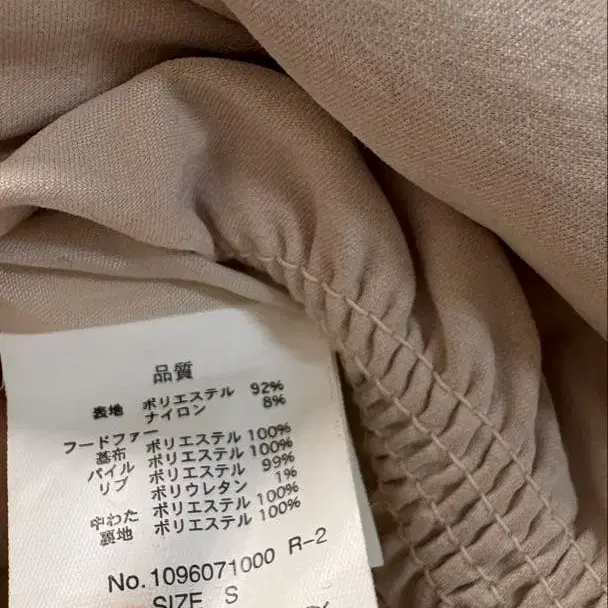 品質
表地 ポリエステル 92%
ナイロン 8%
フードファー
基布 ポリエステル 100%
パイル ポリエステル 100%
リブ ポリエステル 99%
ポリウレタン 1%
中わた ポリエステル 100%
裏地 ポリエステル 100%
No.1096071000 R-2
SIZE S